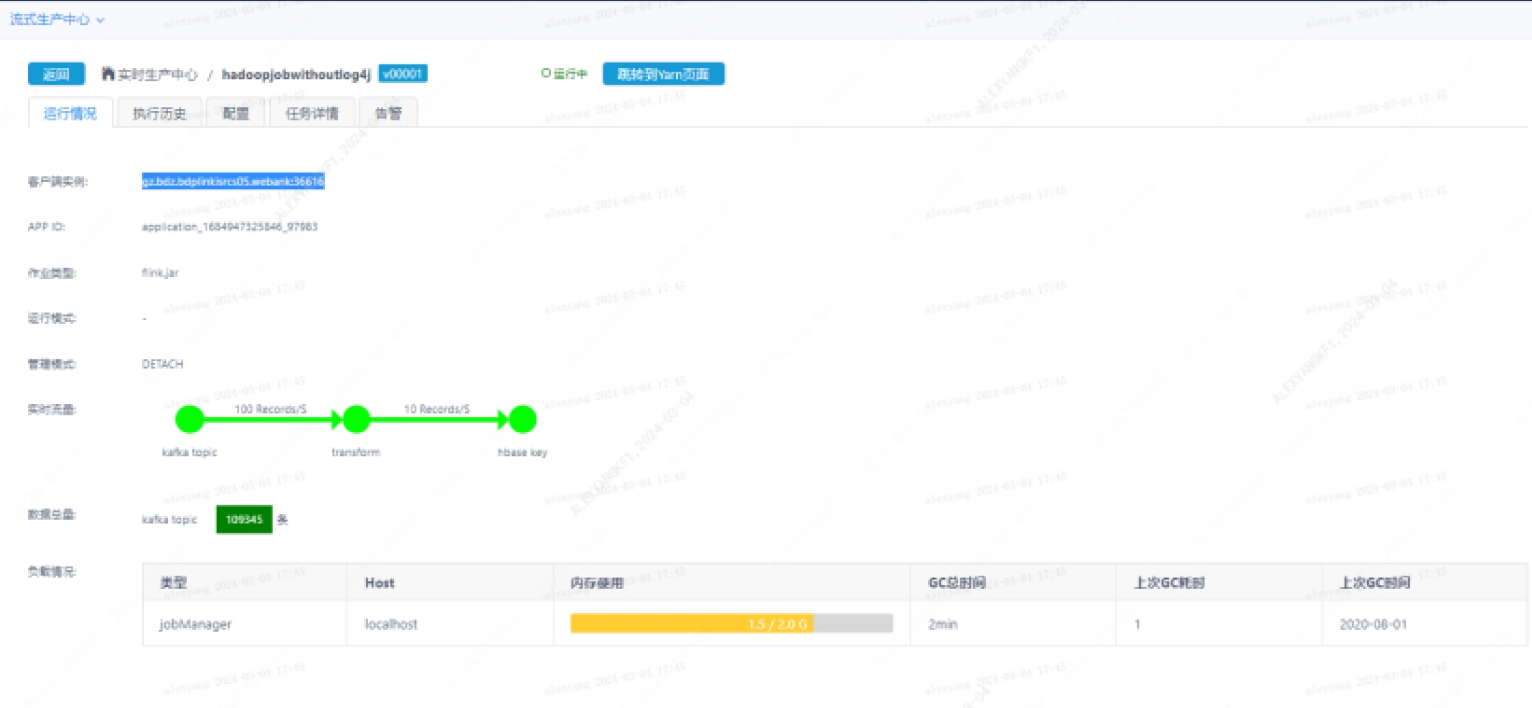 流式生产中心
返回 实时生产中心 / hadoopjobwithoutlog4j v00001 运行中 跳转到Yarn页面
运行情况 执行历史 配置 任务详情 告警
客户端实例: gz.bdz.bdplinkisrcs05.webank:36616
APP ID: application_1684947325846_97983
作业类型: flink.jar
运行模式: -
管理模式: DETACH
实时流量:
100 Records/S 10 Records/S
kafka topic transform hbase key
数据总量: kafka topic 109345 条
负载情况:
类型 Host 内存使用 GC总时间 上次GC耗时 上次GC时间
jobManager localhost 1.5 / 2.0 G 2min 1 2020-08-01